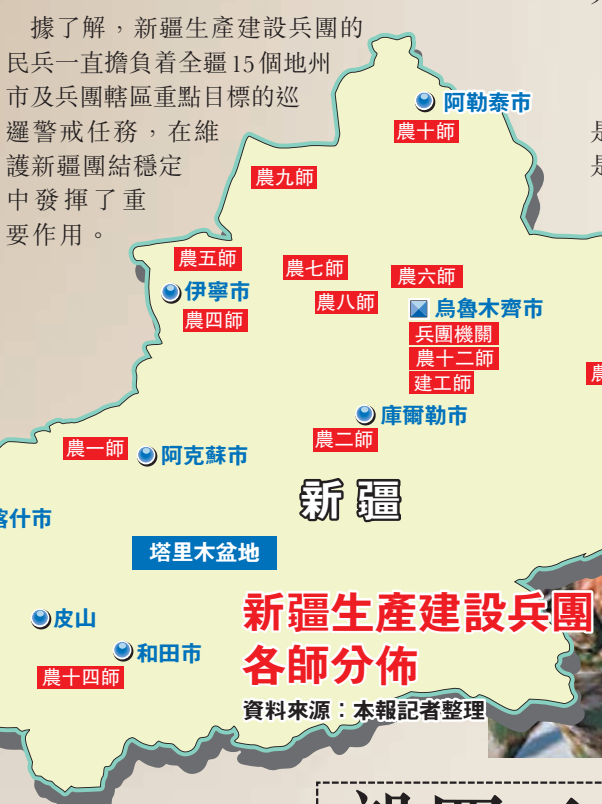 據了解，新疆生產建設兵團的
民兵一直擔負着全疆15個地州
市及兵團轄區重點目標的巡
邏警戒任務，在維
護新疆團結穩定
中發揮了重
要作用。
是
是
阿勒泰市
農十師
農九師
農五師
伊寧市
農四師
農七師
農八師
農六師
烏魯木齊市
兵團機關
農十二師
建工師
庫爾勒市
農二師
農一師
阿克蘇市
新疆
喀什市
塔里木盆地
皮山
和田市
農十四師
新疆生產建設兵團
各師分佈
資料來源：本報記者整理